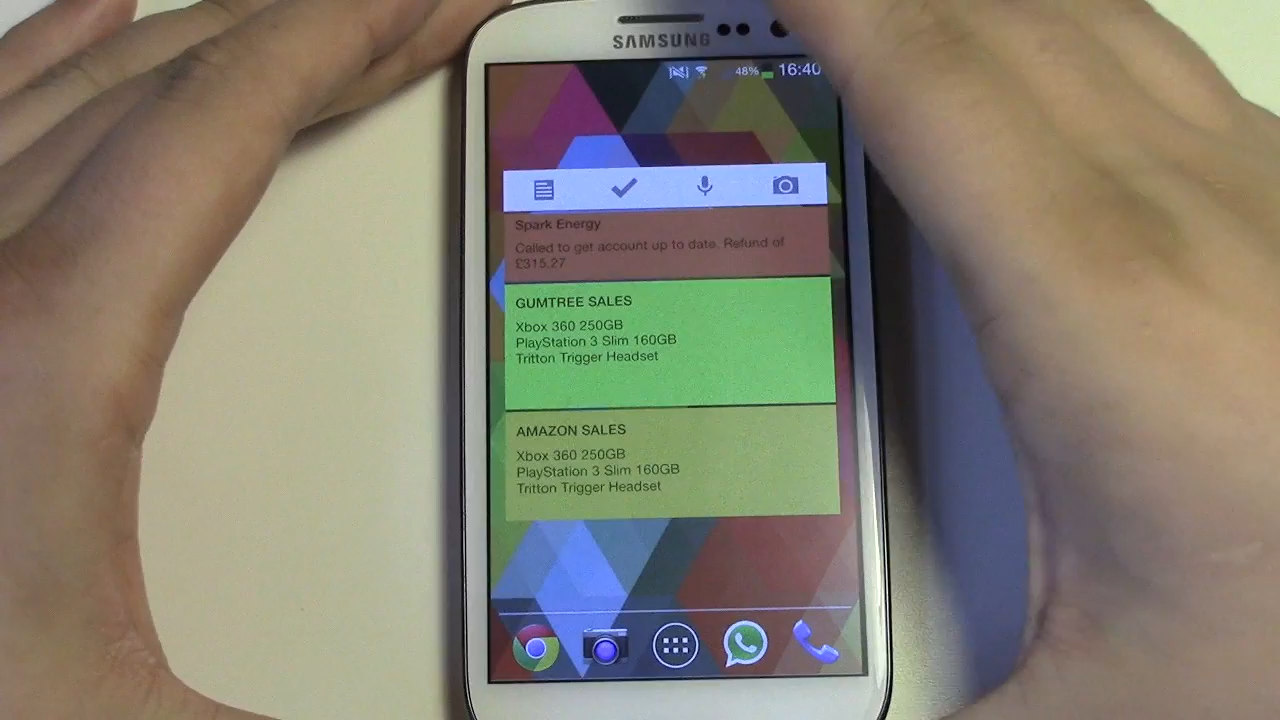 SAMSUNG
48% 16:40
Spark Energy
Called to get account up to date. Refund of
£315.27
GUMTREE SALES
Xbox 360 250GB
PlayStation 3 Slim 160GB
Tritton Trigger Headset
AMAZON SALES
Xbox 360 250GB
PlayStation 3 Slim 160GB
Tritton Trigger Headset